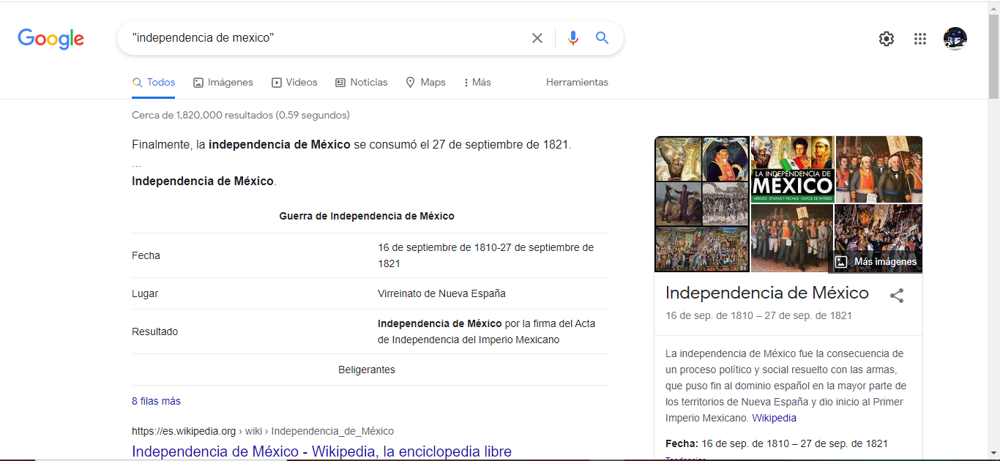 Google
"independencia de mexico"
Todos
Imágenes
Videos
Noticias
Maps
Más
Herramientas
Cerca de 1,820,000 resultados (0.59 segundos)
Finalmente, la independencia de México se consumó el 27 de septiembre de 1821.
...
Independencia de México.
Guerra de Independencia de México
Fecha
16 de septiembre de 1810-27 de septiembre de
1821
Lugar
Virreinato de Nueva España
Resultado
Independencia de México por la firma del Acta
de Independencia del Imperio Mexicano
Beligerantes
8 filas más
https://es.wikipedia.org › wiki › Independencia_de_México
Independencia de México - Wikipedia, la enciclopedia libre
LA INDEPENDENCIA DE
MÉXICO
HÉROES · ETAPAS Y FECHAS · DATOS DE INTERÉS
Más imágenes
Independencia de México
16 de sep. de 1810 – 27 de sep. de 1821
La independencia de México fue la consecuencia de
un proceso político y social resuelto con las armas,
que puso fin al dominio español en la mayor parte de
los territorios de Nueva España y dio inicio al Primer
Imperio Mexicano. Wikipedia
Fecha: 16 de sep. de 1810 – 27 de sep. de 1821